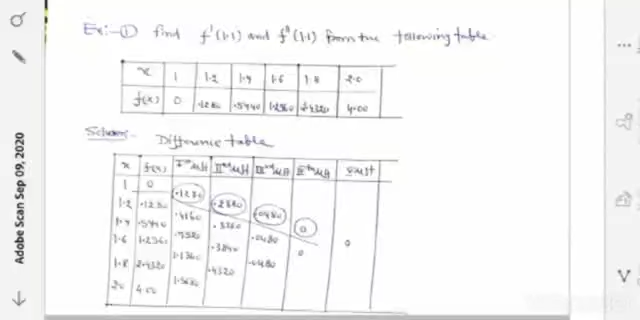 Ex:- ① find f'(1.1) and f''(1.1) from the following table
x 1 1.2 1.4 1.6 1.8 2.0
f(x) 0 .1280 .5440 1.2960 2.4320 4.00
Solution:- Difference table
x f(x) Iˢᵗ diff IIⁿᵈ diff IIIʳᵈ diff IVᵗʰ diff V diff
1 0
.1280
1.2 .1280 .2880
.4160 .0480
1.4 .5440 .3360 0
.7520 .0480 0
1.6 1.2960 .3840 0
1.1360 .0480
1.8 2.4320 .4320
1.5680
2.0 4.00
Adobe Scan Sep 09, 2020